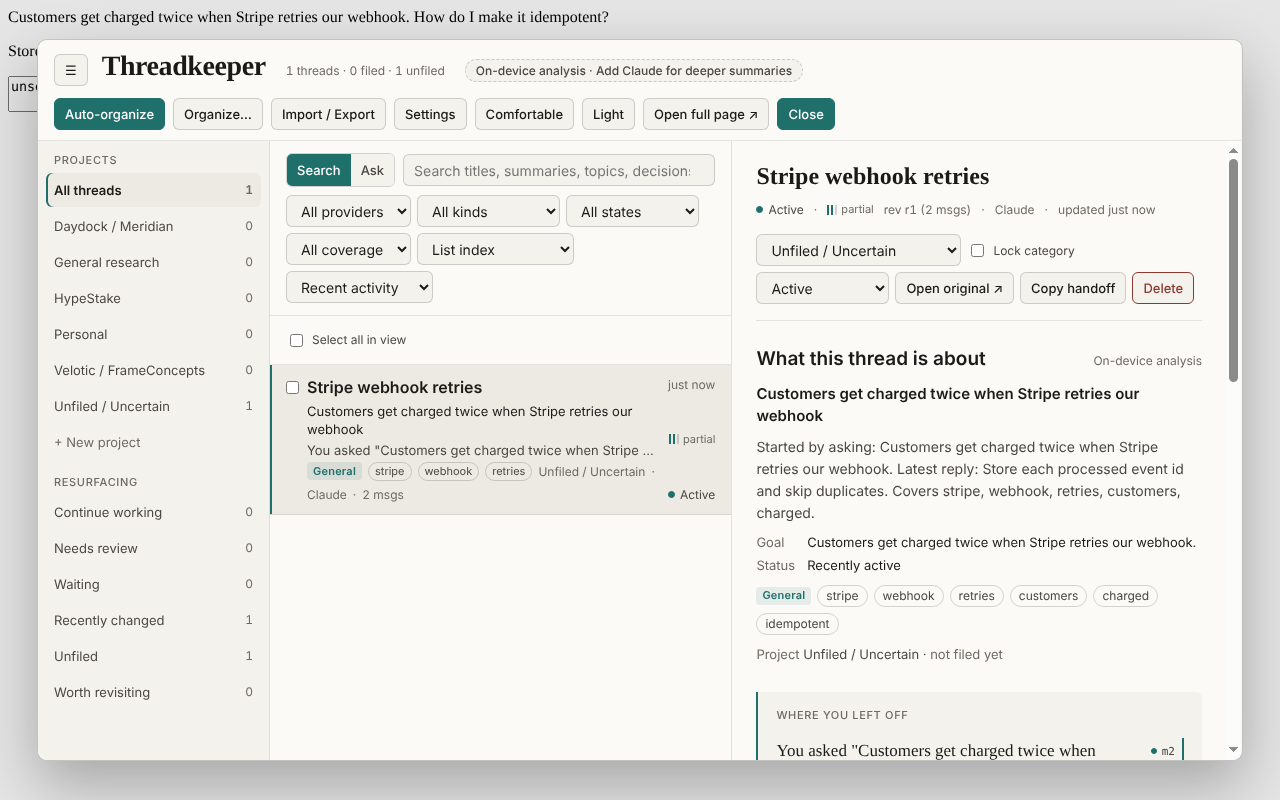 Customers get charged twice when Stripe retries our webhook. How do I make it idempotent?
☰
Threadkeeper
1 threads · 0 filed · 1 unfiled
On-device analysis · Add Claude for deeper summaries
Auto-organize
Organize...
Import / Export
Settings
Comfortable
Light
Open full page ↗
Close
PROJECTS
All threads 1
Daydock / Meridian 0
General research 0
HypeStake 0
Personal 0
Velotic / FrameConcepts 0
Unfiled / Uncertain 1
+ New project
RESURFACING
Continue working 0
Needs review 0
Waiting 0
Recently changed 1
Unfiled 1
Worth revisiting 0
Search
Ask
Search titles, summaries, topics, decision
All providers
All kinds
All states
All coverage
List index
Recent activity
Select all in view
Stripe webhook retries
just now
Customers get charged twice when Stripe retries our
webhook
partial
You asked "Customers get charged twice when Stripe ...
General stripe webhook retries Unfiled / Uncertain ·
Claude · 2 msgs
Active
Stripe webhook retries
Active · partial rev r1 (2 msgs) · Claude · updated just now
Unfiled / Uncertain
Lock category
Active
Open original ↗
Copy handoff
Delete
What this thread is about
On-device analysis
Customers get charged twice when Stripe retries our
webhook
Started by asking: Customers get charged twice when Stripe
retries our webhook. Latest reply: Store each processed event id
and skip duplicates. Covers stripe, webhook, retries, customers,
charged.
Goal Customers get charged twice when Stripe retries our webhook.
Status Recently active
General stripe webhook retries customers charged
idempotent
Project Unfiled / Uncertain · not filed yet
WHERE YOU LEFT OFF
You asked "Customers get charged twice when
m2